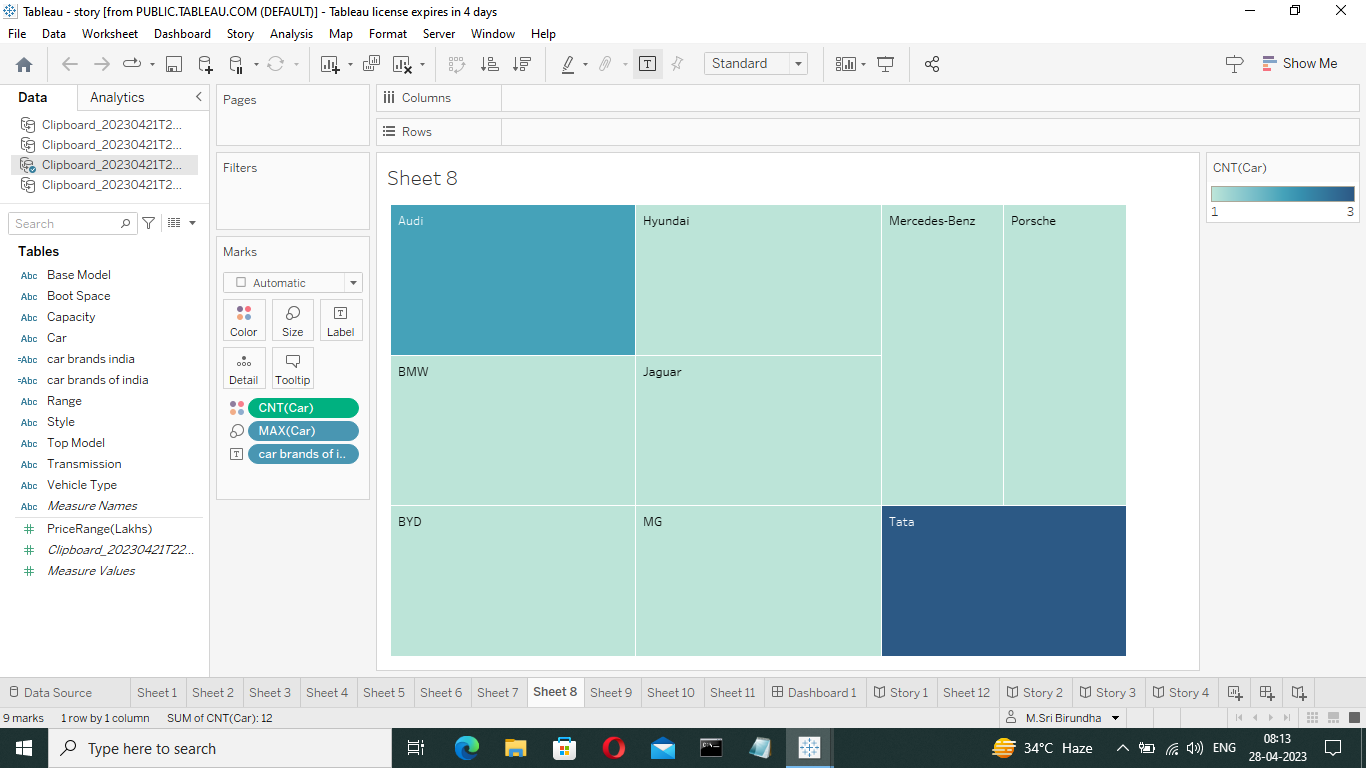 Tableau - story [from PUBLIC.TABLEAU.COM (DEFAULT)] - Tableau license expires in 4 days
File Data Worksheet Dashboard Story Analysis Map Format Server Window Help
Standard
Show Me
Data Analytics
Clipboard_20230421T2...
Clipboard_20230421T2...
Clipboard_20230421T2...
Clipboard_20230421T2...
Search
Tables
Abc Base Model
Abc Boot Space
Abc Capacity
Abc Car
=Abc car brands india
=Abc car brands of india
Abc Range
Abc Style
Abc Top Model
Abc Transmission
Abc Vehicle Type
Abc Measure Names
# PriceRange(Lakhs)
# Clipboard_20230421T22...
# Measure Values
Pages
Filters
Marks
Automatic
Color Size Label
Detail Tooltip
CNT(Car)
MAX(Car)
car brands of i..
Columns
Rows
Sheet 8
Audi Hyundai Mercedes-Benz Porsche
BMW Jaguar
BYD MG Tata
CNT(Car)
1 3
Data Source Sheet 1 Sheet 2 Sheet 3 Sheet 4 Sheet 5 Sheet 6 Sheet 7 Sheet 8 Sheet 9 Sheet 10 Sheet 11 Dashboard 1 Story 1 Sheet 12 Story 2 Story 3 Story 4
9 marks 1 row by 1 column SUM of CNT(Car): 12 M.Sri Birundha
Type here to search
34°C Haze
ENG
08:13
28-04-2023